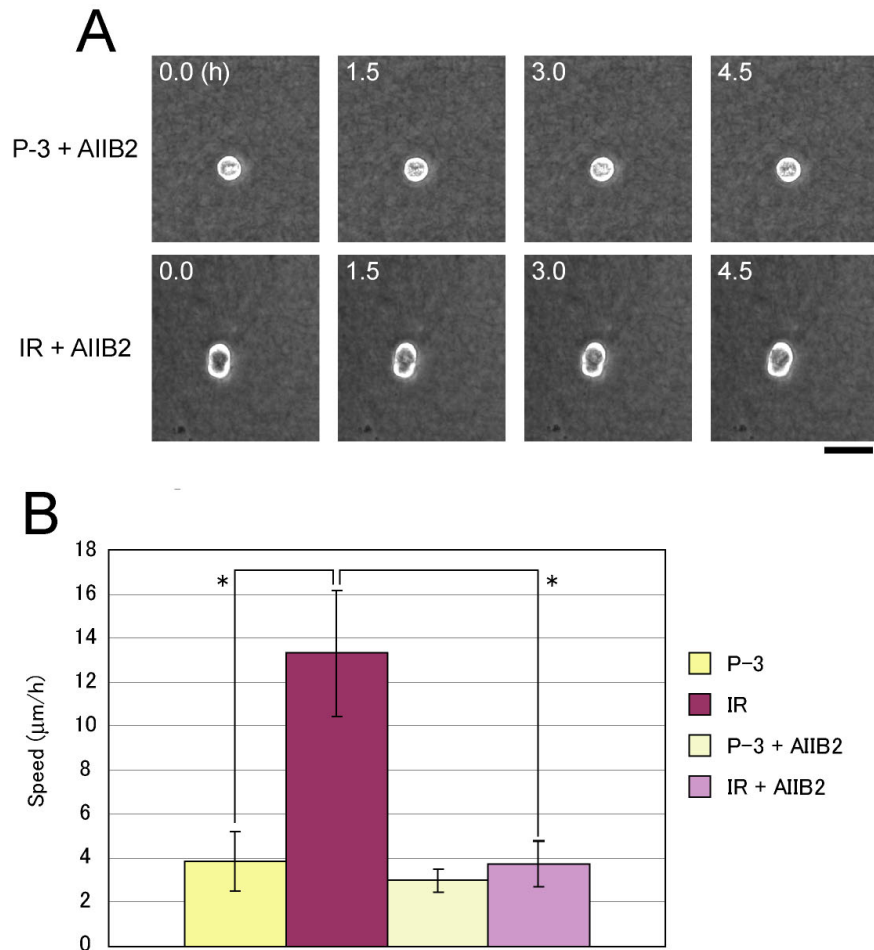 A
0.0 (h)
1.5
3.0
4.5
P-3 + AIIB2
0.0
1.5
3.0
4.5
IR + AIIB2
B
18
16
14
12
10
8
6
4
2
0
Speed (μm/h)
*
*
P-3
IR
P-3 + AIIB2
IR + AIIB2